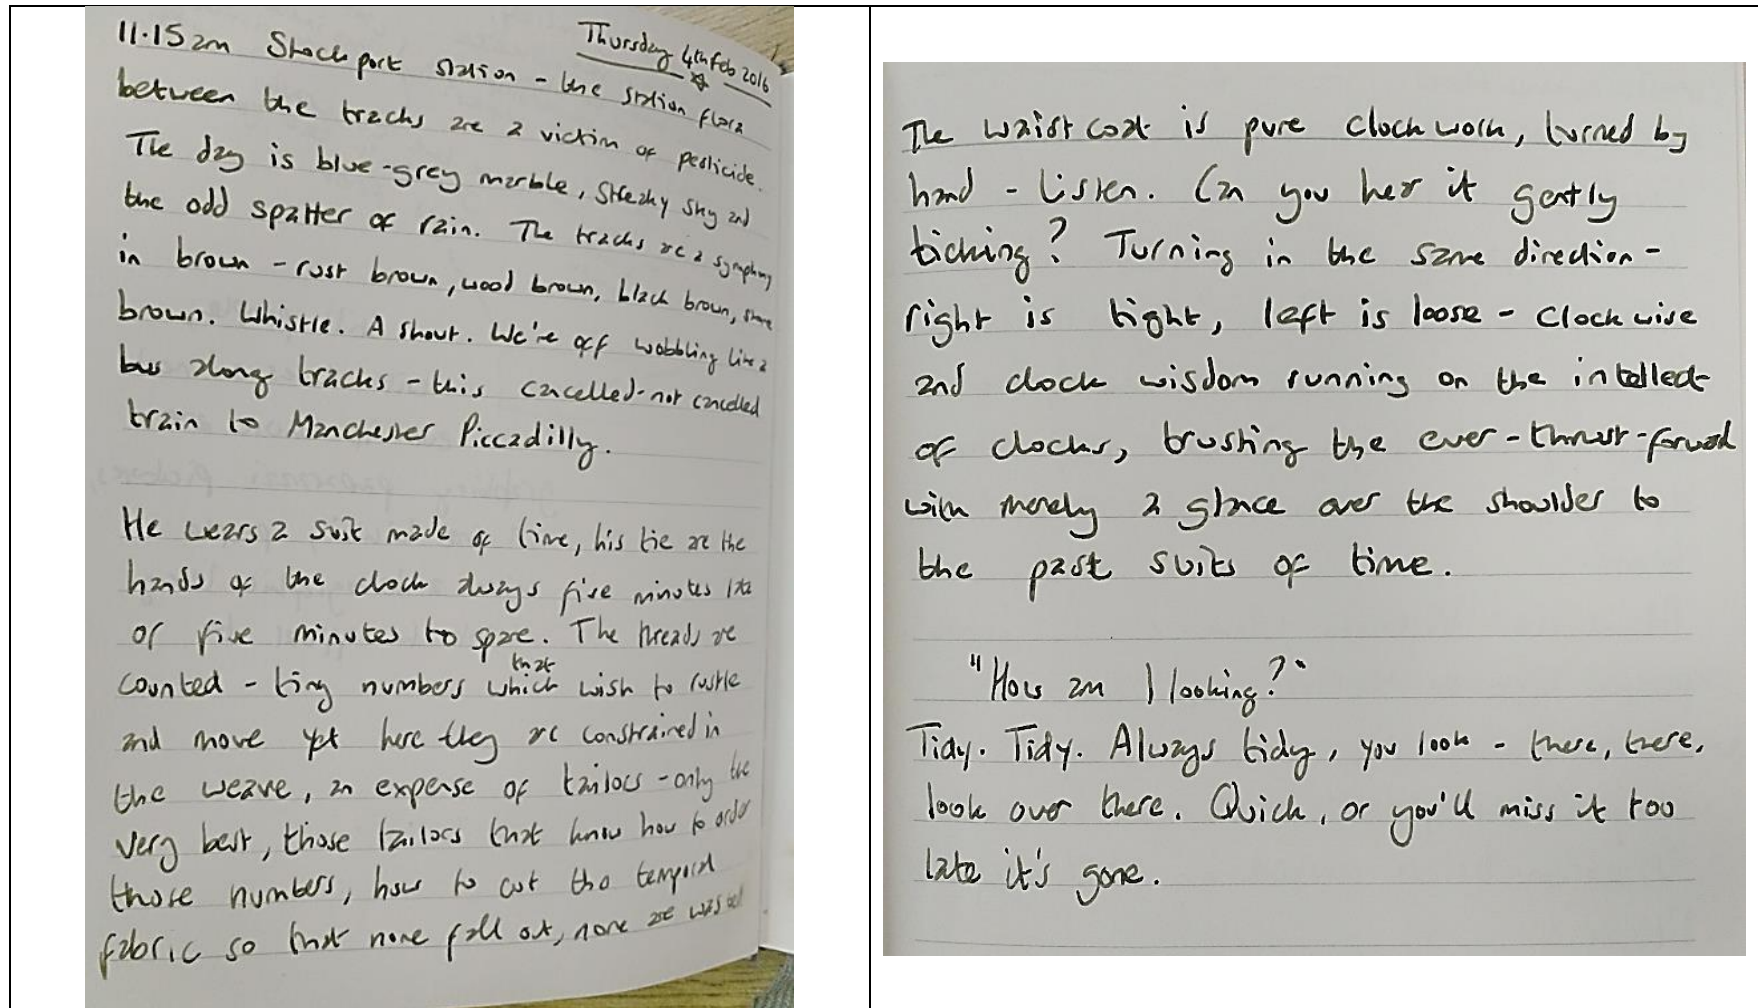 Thursday 4th Feb 2016
11.15am Stockport station - the station flora
between the tracks are a victim of pesticide.
The day is blue-grey marble, streaky sky and
the odd spatter of rain. The tracks are a symphony
in brown - rust brown, wood brown, black brown, stone
brown. Whistle. A shout. We're off wobbling like a
bus along tracks - this cancelled-not cancelled
train to Manchester Piccadilly.
He wears a suit made of time, his tie are the
hands of the clock always five minutes late
or five minutes to spare. The threads are
that
counted - tiny numbers which wish to rustle
and move yet here they are constrained in
the weave, an expense of tailors - only the
very best, those tailors that know how to order
those numbers, how to cut the temporal
fabric so that none fall out, none are wasted
The waistcoat is pure clockwork, turned by
hand - Listen. Can you hear it gently
ticking? Turning in the same direction -
right is tight, left is loose - clockwise
and clock wisdom running on the intellect
of clocks, trusting the ever-thrust-forward
with merely a glance over the shoulder to
the past suits of time.
"How am I looking?"
Tidy. Tidy. Always tidy, you look - there, there,
look over there. Quick, or you'll miss it too
late it's gone.